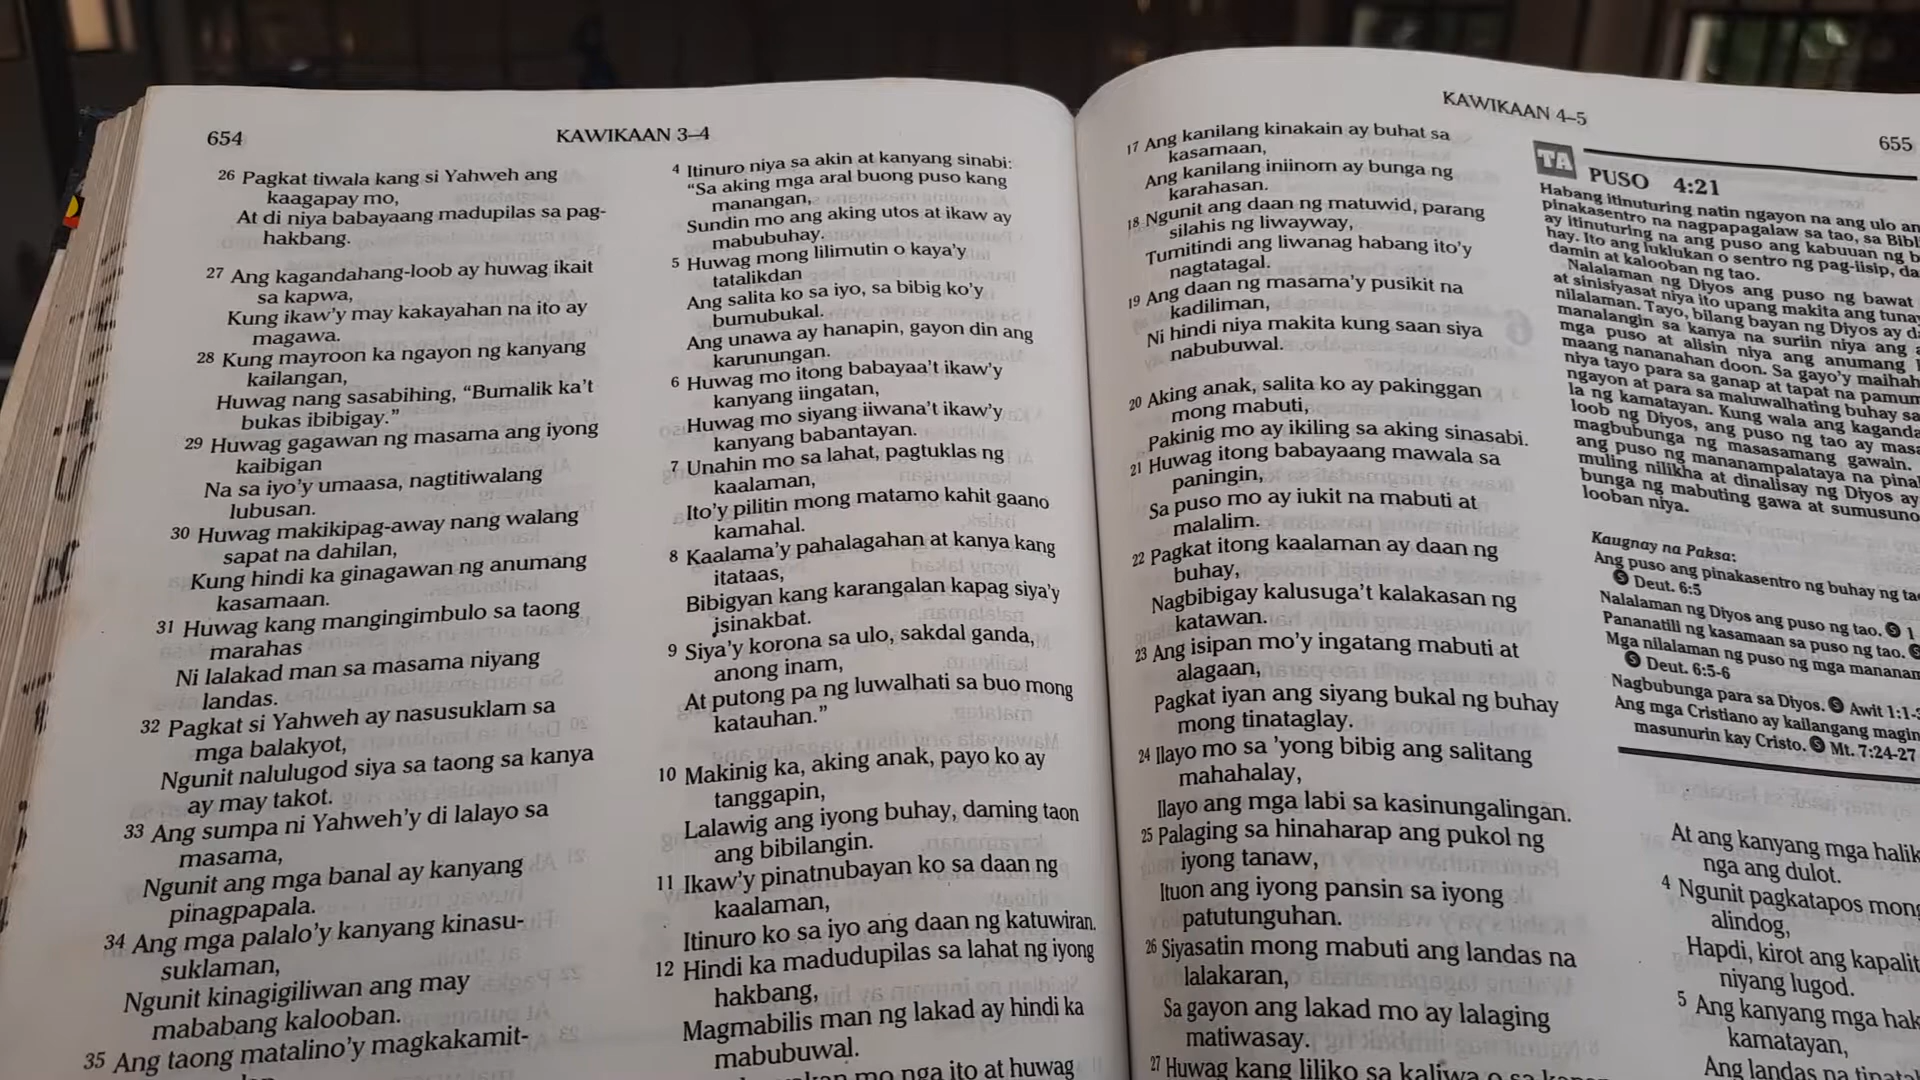 654
KAWIKAAN 3–4
26 Pagkat tiwala kang si Yahweh ang
kaagapay mo,
At di niya babayaang madupilas sa pag-
hakbang.
27 Ang kagandahang-loob ay huwag ikait
sa kapwa,
Kung ikaw’y may kakayahan na ito ay
magawa.
28 Kung mayroon ka ngayon ng kanyang
kailangan,
Huwag nang sasabihing, “Bumalik ka’t
bukas ibibigay.”
29 Huwag gagawan ng masama ang iyong
kaibigan
Na sa iyo’y umaasa, nagtitiwalang
lubusan.
30 Huwag makikipag-away nang walang
sapat na dahilan,
Kung hindi ka ginagawan ng anumang
kasamaan.
31 Huwag kang mangingimbulo sa taong
marahas
Ni lalakad man sa masama niyang
landas.
32 Pagkat si Yahweh ay nasusuklam sa
mga balakyot,
Ngunit nalulugod siya sa taong sa kanya
ay may takot.
33 Ang sumpa ni Yahweh’y di lalayo sa
masama,
Ngunit ang mga banal ay kanyang
pinagpapala.
34 Ang mga palalo’y kanyang kinasu-
suklaman,
Ngunit kinagigiliwan ang may
mababang kalooban.
35 Ang taong matalino’y magkakamit-
4 Itinuro niya sa akin at kanyang sinabi:
“Sa aking mga aral buong puso kang
manangan,
Sundin mo ang aking utos at ikaw ay
mabubuhay.
5 Huwag mong lilimutin o kaya’y
tatalikdan
Ang salita ko sa iyo, sa bibig ko’y
bumubukal.
Ang unawa ay hanapin, gayon din ang
karunungan.
6 Huwag mo itong babayaa’t ikaw’y
kanyang iingatan,
Huwag mo siyang iiwana’t ikaw’y
kanyang babantayan.
7 Unahin mo sa lahat, pagtuklas ng
kaalaman,
Ito’y pilitin mong matamo kahit gaano
kamahal.
8 Kaalama’y pahalagahan at kanya kang
itataas,
Bibigyan kang karangalan kapag siya’y
jsinakbat.
9 Siya’y korona sa ulo, sakdal ganda,
anong inam,
At putong pa ng luwalhati sa buo mong
katauhan.”
10 Makinig ka, aking anak, payo ko ay
tanggapin,
Lalawig ang iyong buhay, daming taon
ang bibilangin.
11 Ikaw’y pinatnubayan ko sa daan ng
kaalaman,
Itinuro ko sa iyo ang daan ng katuwiran.
12 Hindi ka madudupilas sa lahat ng iyong
hakbang,
Magmabilis man ng lakad ay hindi ka
mabubuwal.
mo nga ito at huwag
KAWIKAAN 4–5
655
17 Ang kanilang kinakain ay buhat sa
kasamaan,
Ang kanilang iniinom ay bunga ng
karahasan.
18 Ngunit ang daan ng matuwid, parang
silahis ng liwayway,
Tumitindi ang liwanag habang ito’y
nagtatagal.
19 Ang daan ng masama’y pusikit na
kadiliman,
Ni hindi niya makita kung saan siya
nabubuwal.
20 Aking anak, salita ko ay pakinggan
mong mabuti,
Pakinig mo ay ikiling sa aking sinasabi.
21 Huwag itong babayaang mawala sa
paningin,
Sa puso mo ay iukit na mabuti at
malalim.
22 Pagkat itong kaalaman ay daan ng
buhay,
Nagbibigay kalusuga’t kalakasan ng
katawan.
23 Ang isipan mo’y ingatang mabuti at
alagaan,
Pagkat iyan ang siyang bukal ng buhay
mong tinataglay.
24 Ilayo mo sa ’yong bibig ang salitang
mahahalay,
Ilayo ang mga labi sa kasinungalingan.
25 Palaging sa hinaharap ang pukol ng
iyong tanaw,
Ituon ang iyong pansin sa iyong
patutunguhan.
26 Siyasatin mong mabuti ang landas na
lalakaran,
Sa gayon ang lakad mo ay lalaging
matiwasay.
27 Huwag kang liliko sa kaliwa o sa
TA PUSO 4:21
Habang itinuturing natin ngayon na ang ulo
pinakasentro na nagpapagalaw sa tao, sa
ay itinuturing na ang puso ang kabuuan ng
hay. Ito ang luklukan o sentro ng pag-iisip,
damin at kalooban ng tao.
Nalalaman ng Diyos ang puso ng bawat
at sinisiyasat niya ito upang makita ang
nilalaman. Tayo, bilang bayan ng Diyos ay
manalangin sa kanya na suriin niya ang
mga puso at alisin niya ang anumang
maang nananahan doon. Sa gayo’y
niya tayo para sa ganap at tapat na
ngayon at para sa maluwalhating buhay
la ng kamatayan. Kung wala ang
loob ng Diyos, ang puso ng tao ay
magbubunga ng masasamang gawain.
ang puso ng mananampalataya na
muling nilikha at dinalisay ng Diyos ay
bunga ng mabuting gawa at
looban niya.
Kaugnay na Paksa:
Ang puso ang pinakasentro ng buhay ng
S Deut. 6:5
Nalalaman ng Diyos ang puso ng tao. S 1
Pananatili ng kasamaan sa puso ng tao. S
Mga nilalaman ng puso ng mga
S Deut. 6:5-6
Nagbubunga para sa Diyos. S Awit
Ang mga Cristiano ay kailangang
masunurin kay Cristo. S Mt. 7:24-27
At ang kanyang mga
nga ang dulot.
4 Ngunit pagkatapos
alindog,
Hapdi, kirot ang
niyang lugod.
5 Ang kanyang mga
kamatayan,
Ang landas na